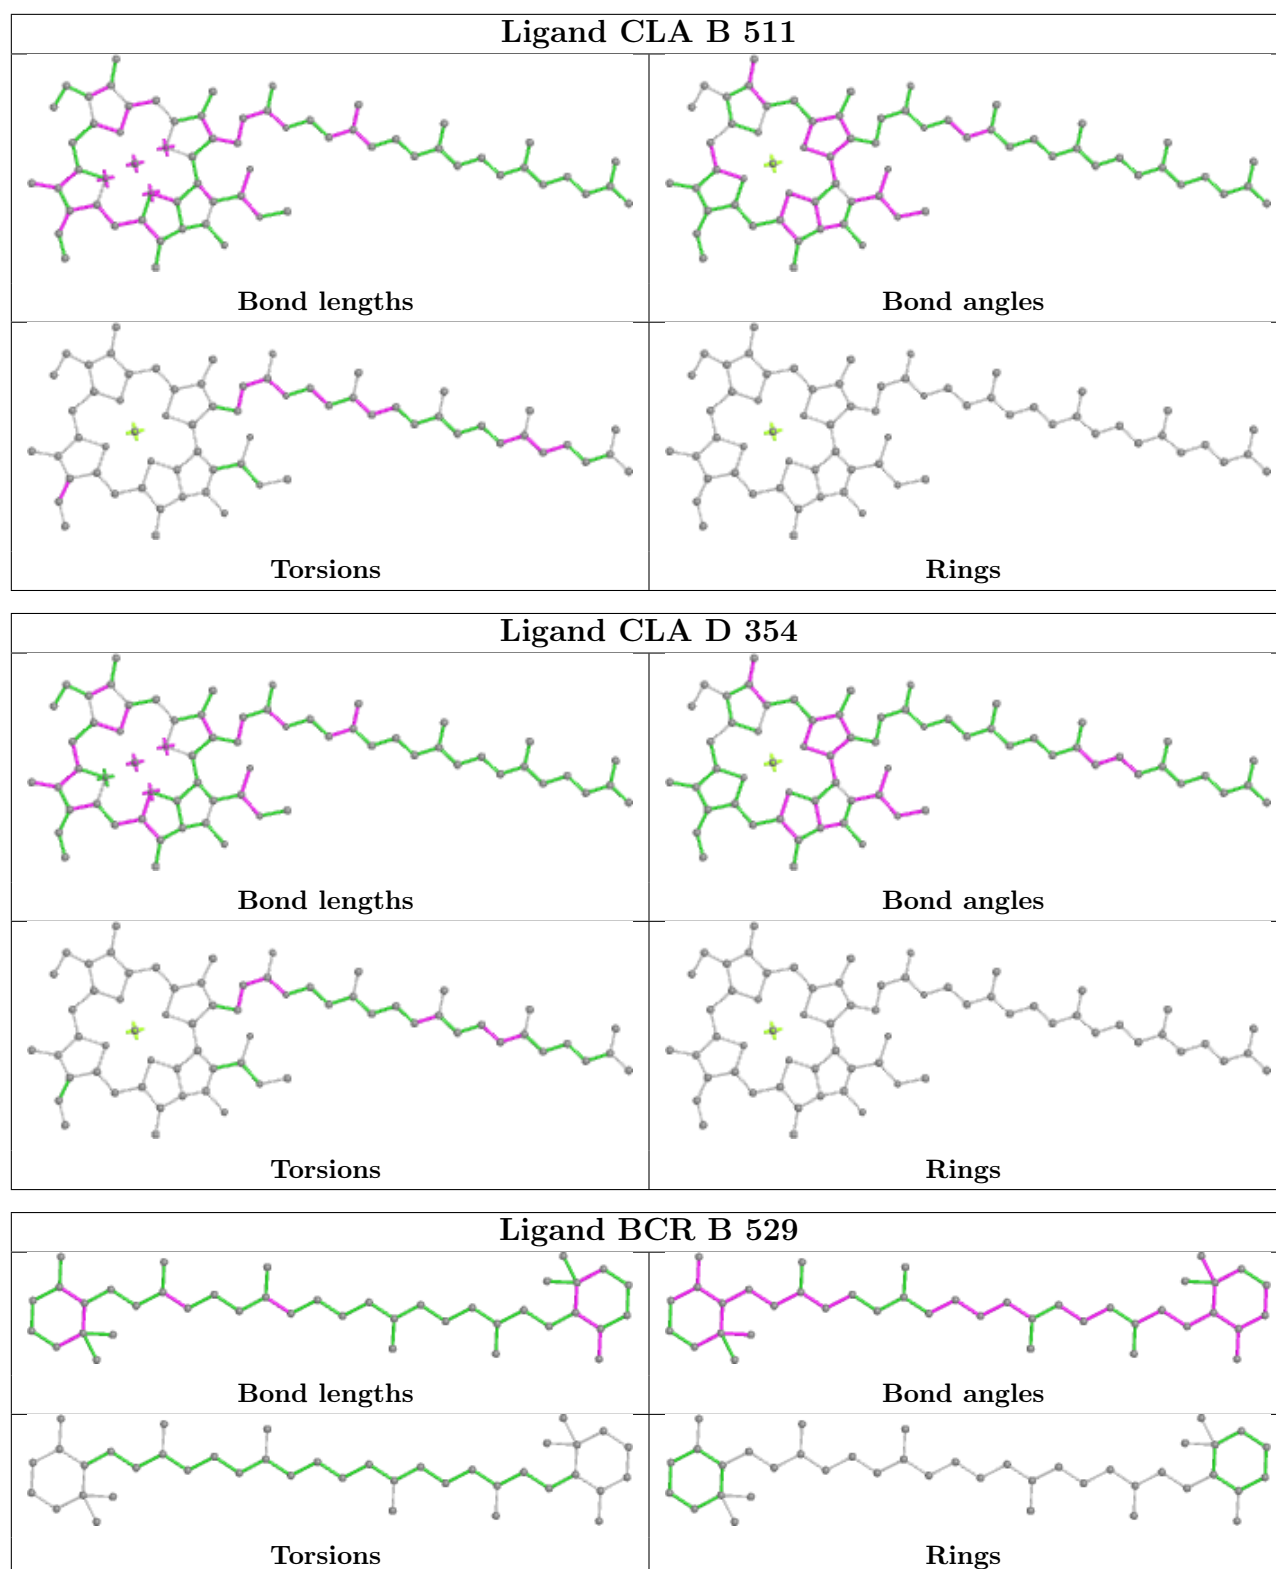 Ligand CLA B 511
Bond lengths
Bond angles
Torsions
Rings
Ligand CLA D 354
Bond lengths
Bond angles
Torsions
Rings
Ligand BCR B 529
Bond lengths
Bond angles
Torsions
Rings